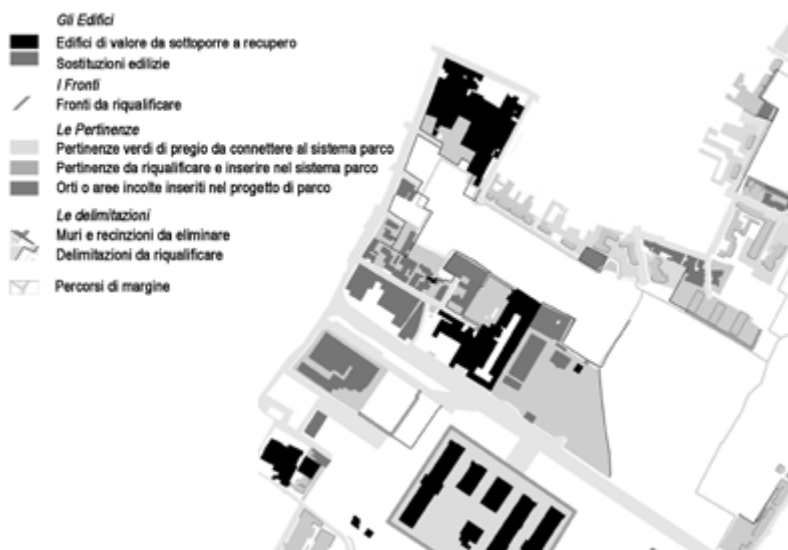 Gli Edifici
Edifici di valore da sottoporre a recupero
Sostituzioni edilizie
I Fronti
Fronti da riqualificare
Le Pertinenze
Pertinenze verdi di pregio da connettere al sistema parco
Pertinenze da riqualificare e inserire nel sistema parco
Orti o aree incolte inseriti nel progetto di parco
Le delimitazioni
Muri e recinzioni da eliminare
Delimitazioni da riqualificare
Percorsi di margine